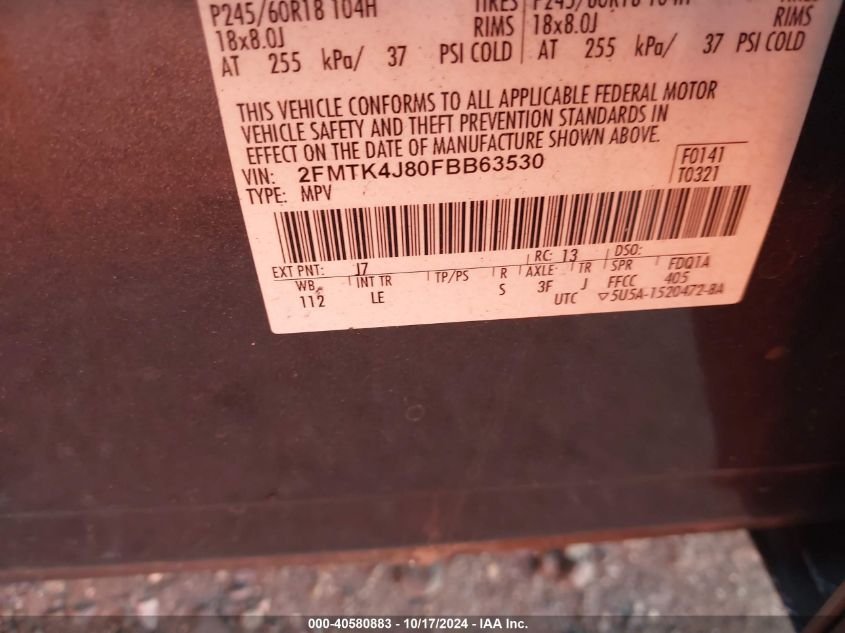 P245/60R18 104H TIRES P245/60R18 104H TIRES
18x8.0J RIMS 18x8.0J RIMS
AT 255 kPa/ 37 PSI COLD AT 255 kPa/ 37 PSI COLD
THIS VEHICLE CONFORMS TO ALL APPLICABLE FEDERAL MOTOR
VEHICLE SAFETY AND THEFT PREVENTION STANDARDS IN
EFFECT ON THE DATE OF MANUFACTURE SHOWN ABOVE.
VIN: 2FMTK4J80FBB63530 F0141
TYPE: MPV T0321
EXT PNT: J7 RC: 13 DSO: FDQ1A
WB INT TR TP/PS R AXLE TR SPR 405
112 LE S 3F J FFCC
UTC ▽5U5A-1520472-BA
000-40580883 - 10/17/2024 - IAA Inc.